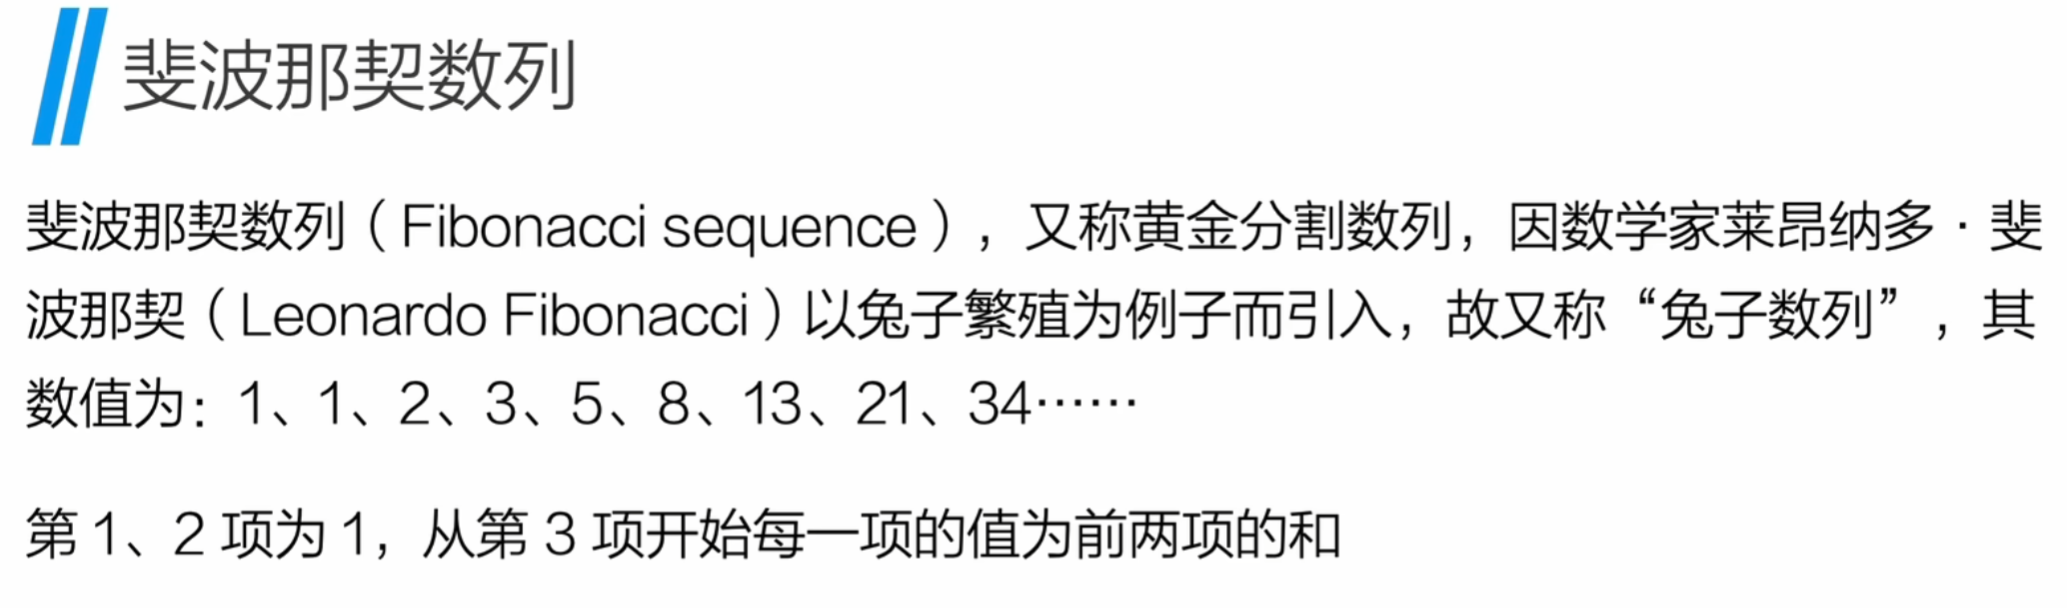 斐波那契数列
斐波那契数列（Fibonacci sequence），又称黄金分割数列，因数学家莱昂纳多·斐
波那契（Leonardo Fibonacci）以兔子繁殖为例子而引入，故又称“兔子数列”，其
数值为：1、1、2、3、5、8、13、21、34……
第 1、2 项为 1，从第 3 项开始每一项的值为前两项的和